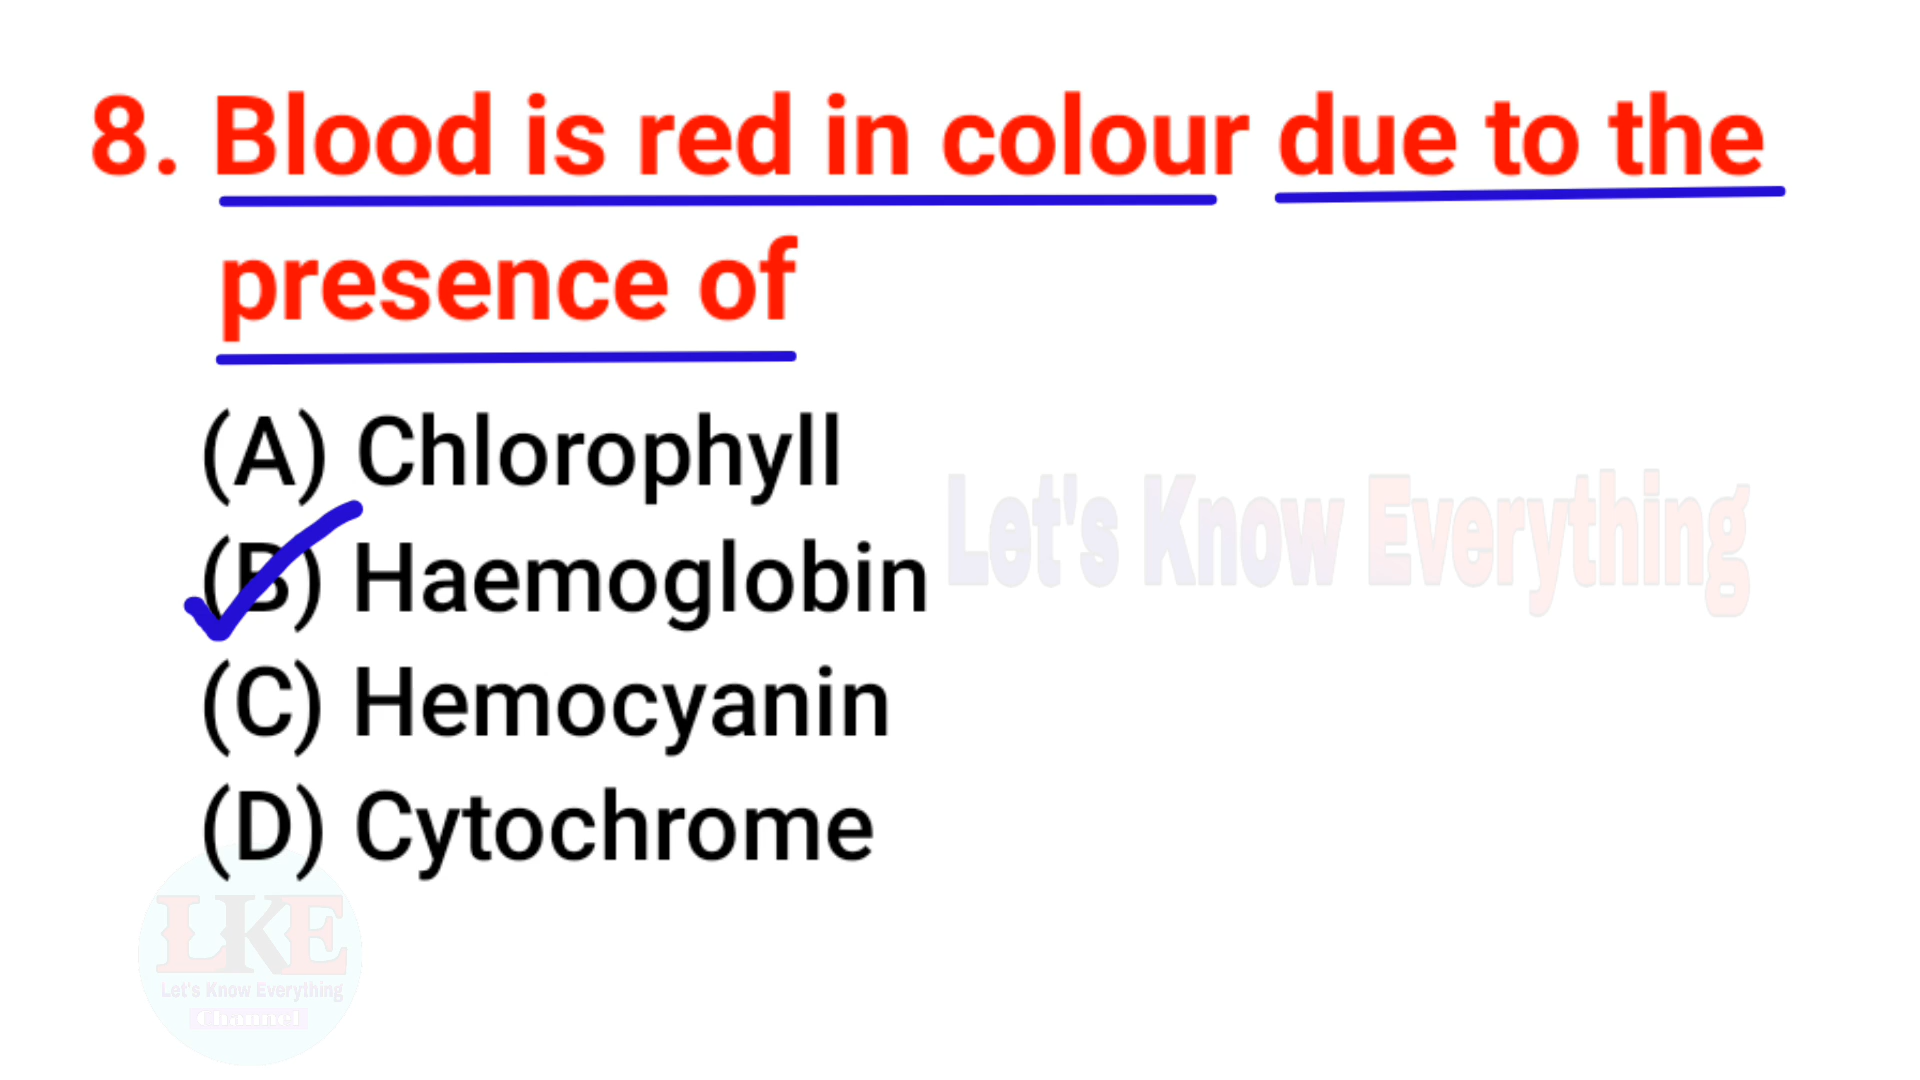 8. Blood is red in colour due to the
presence of
(A) Chlorophyll
(B) Haemoglobin
(C) Hemocyanin
(D) Cytochrome
Let's Know Everything
LKE
Let's Know Everything
Channel